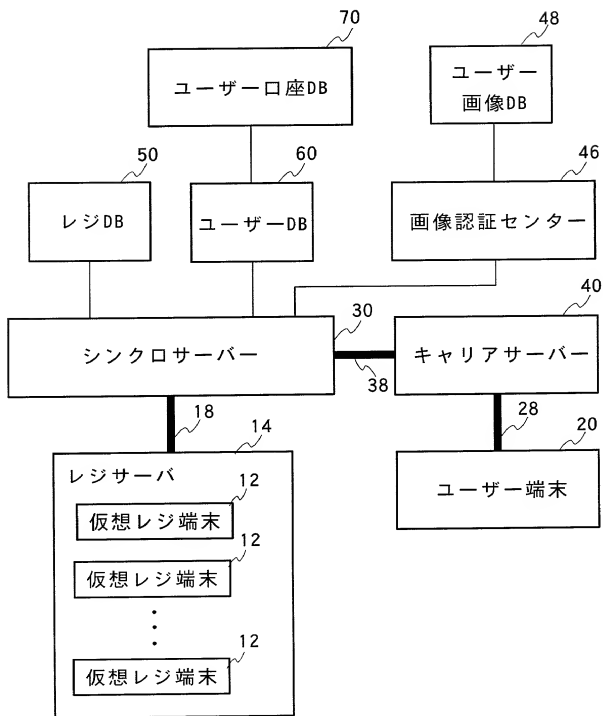 70
ユーザー口座DB
48
ユーザー
画像DB
50
レジDB
60
ユーザーDB
46
画像認証センター
30
シンクロサーバー
38
40
キャリアサーバー
18
14
レジサーバ
12
仮想レジ端末
12
仮想レジ端末
12
仮想レジ端末
28
20
ユーザー端末